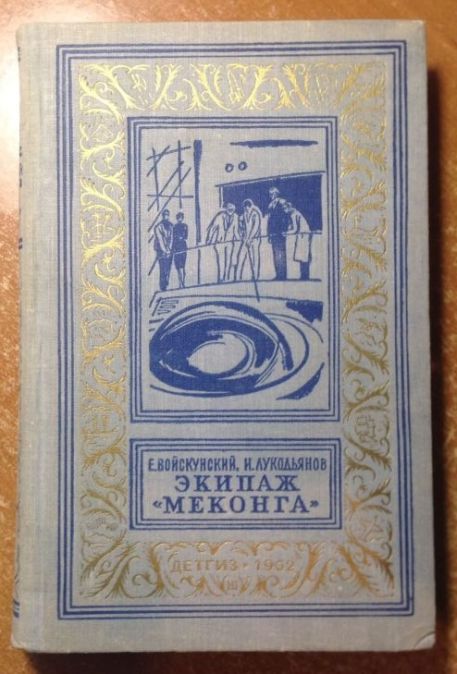 Е. ВОЙСКУНСКИЙ, И. ЛУКОДЬЯНОВ
ЭКИПАЖ
«МЕКОНГА»
ДЕТГИЗ • 1962